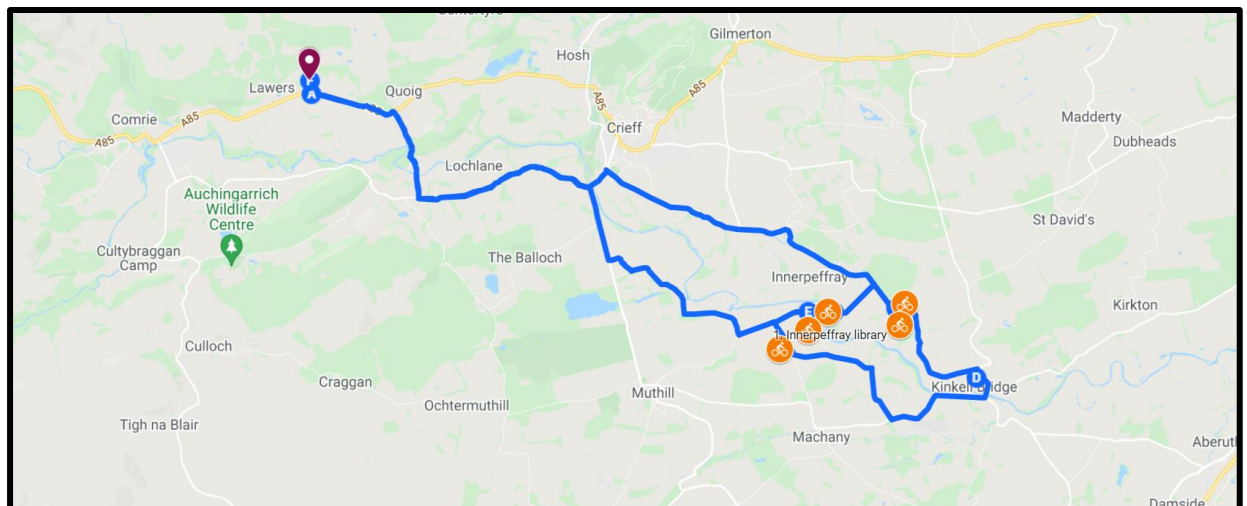 Gilmerton
Hosh
A85
Lawers
A
Quoig
A85
A85
Comrie
A85
Crieff
Madderty
Dubheads
Lochlane
Auchingarrich
Wildlife
Centre
St David's
Cultybraggan
Camp
The Balloch
Innerpeffray
Kirkton
E
1. Innerpeffray library
Culloch
D
Craggan
Kinkell Bridge
Muthill
Ochtermuthill
Tigh na Blair
Machany
Damside